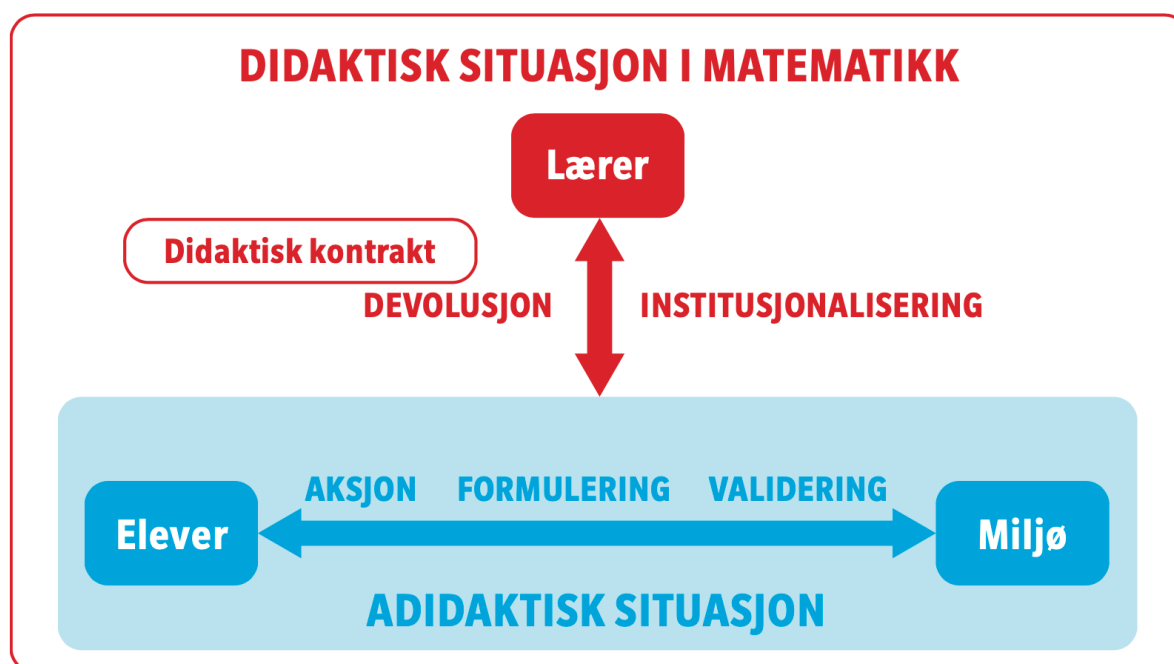 DIDAKTISK SITUASJON I MATEMATIKK
Lærer
Didaktisk kontrakt
DEVOLUSJON INSTITUSJONALISERING
AKSJON FORMULERING VALIDERING
Elever Miljø
ADIDAKTISK SITUASJON